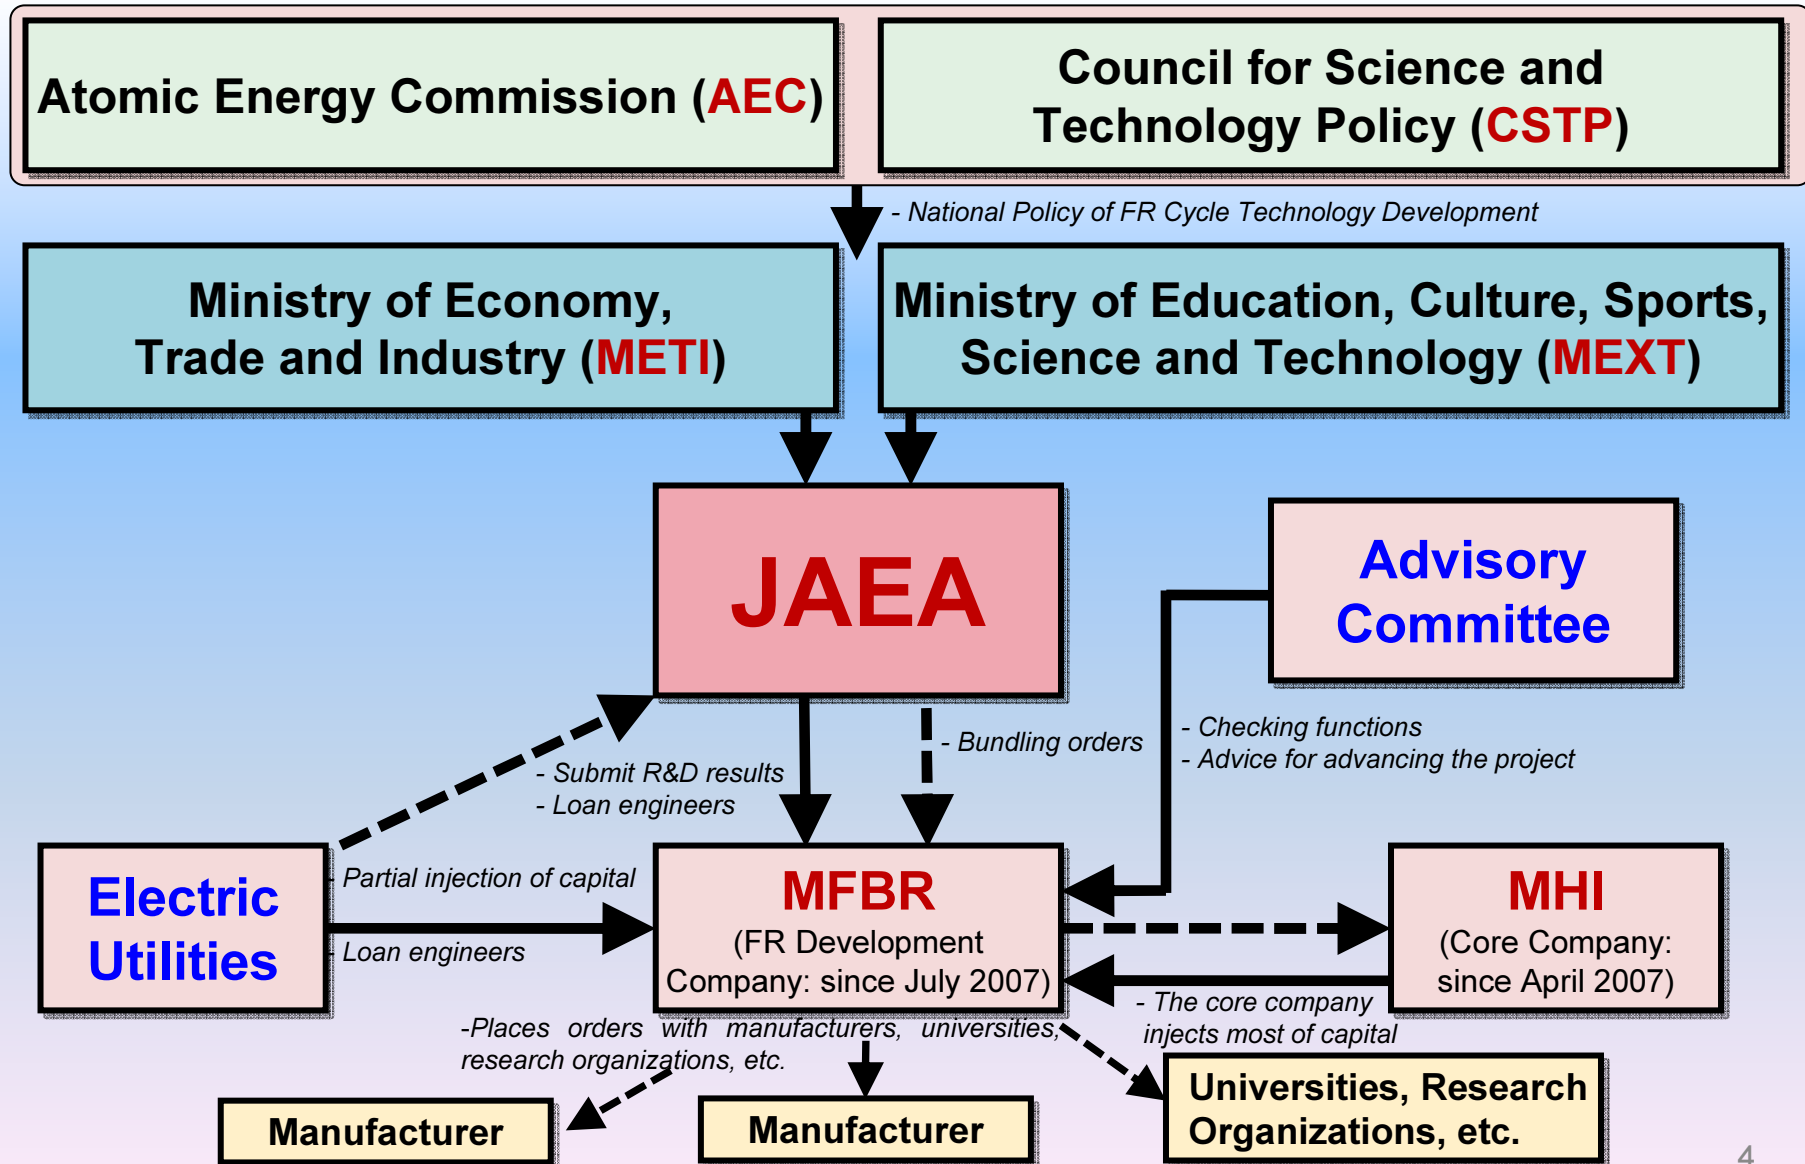 Atomic Energy Commission (AEC)
Council for Science and
Technology Policy (CSTP)
- National Policy of FR Cycle Technology Development
Ministry of Economy,
Trade and Industry (METI)
Ministry of Education, Culture, Sports,
Science and Technology (MEXT)
JAEA
Advisory
Committee
- Submit R&D results
- Loan engineers
- Bundling orders
- Checking functions
- Advice for advancing the project
Electric
Utilities
- Partial injection of capital
- Loan engineers
MFBR
(FR Development
Company: since July 2007)
MHI
(Core Company:
since April 2007)
- The core company
injects most of capital
-Places orders with manufacturers, universities,
research organizations, etc.
Manufacturer
Manufacturer
Universities, Research
Organizations, etc.
4